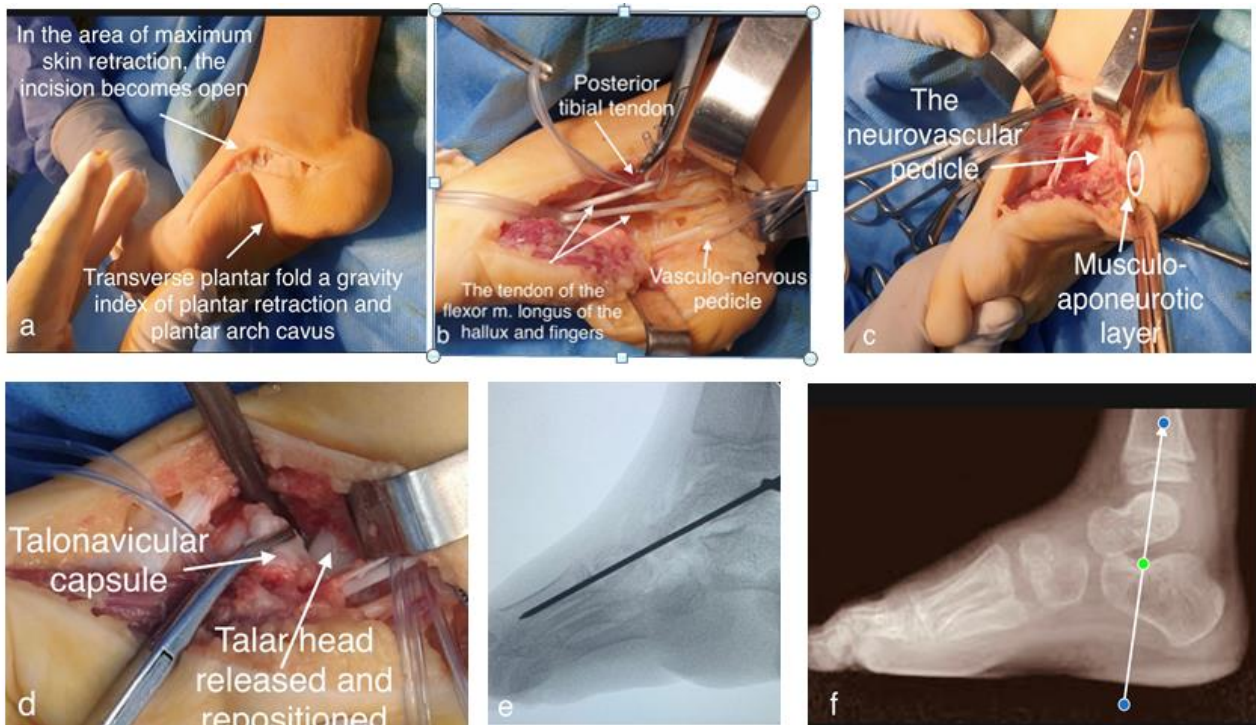 In the area of maximum
skin retraction, the
incision becomes open
Transverse plantar fold a gravity
index of plantar retraction and
plantar arch cavus
a
Posterior
tibial tendon
Vasculo-nervous
pedicle
The tendon of the
flexor m. longus of the
hallux and fingers
b
The
neurovascular
pedicle
Musculo-
aponeurotic
layer
c
Talonavicular
capsule
Talar head
released and
repositioned
d
e
f